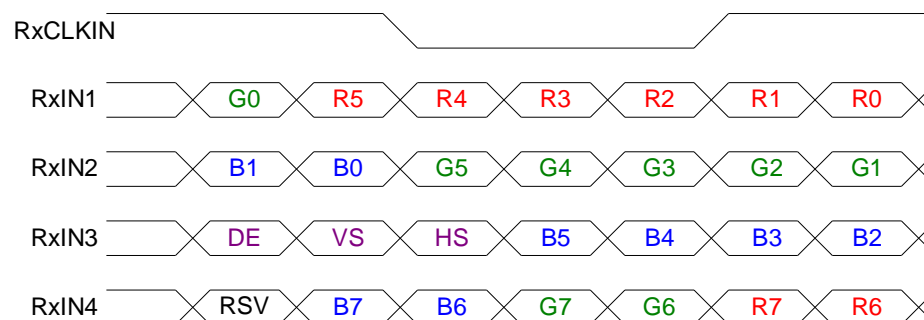 RxCLKIN
RxIN1 G0 R5 R4 R3 R2 R1 R0
RxIN2 B1 B0 G5 G4 G3 G2 G1
RxIN3 DE VS HS B5 B4 B3 B2
RxIN4 RSV B7 B6 G7 G6 R7 R6